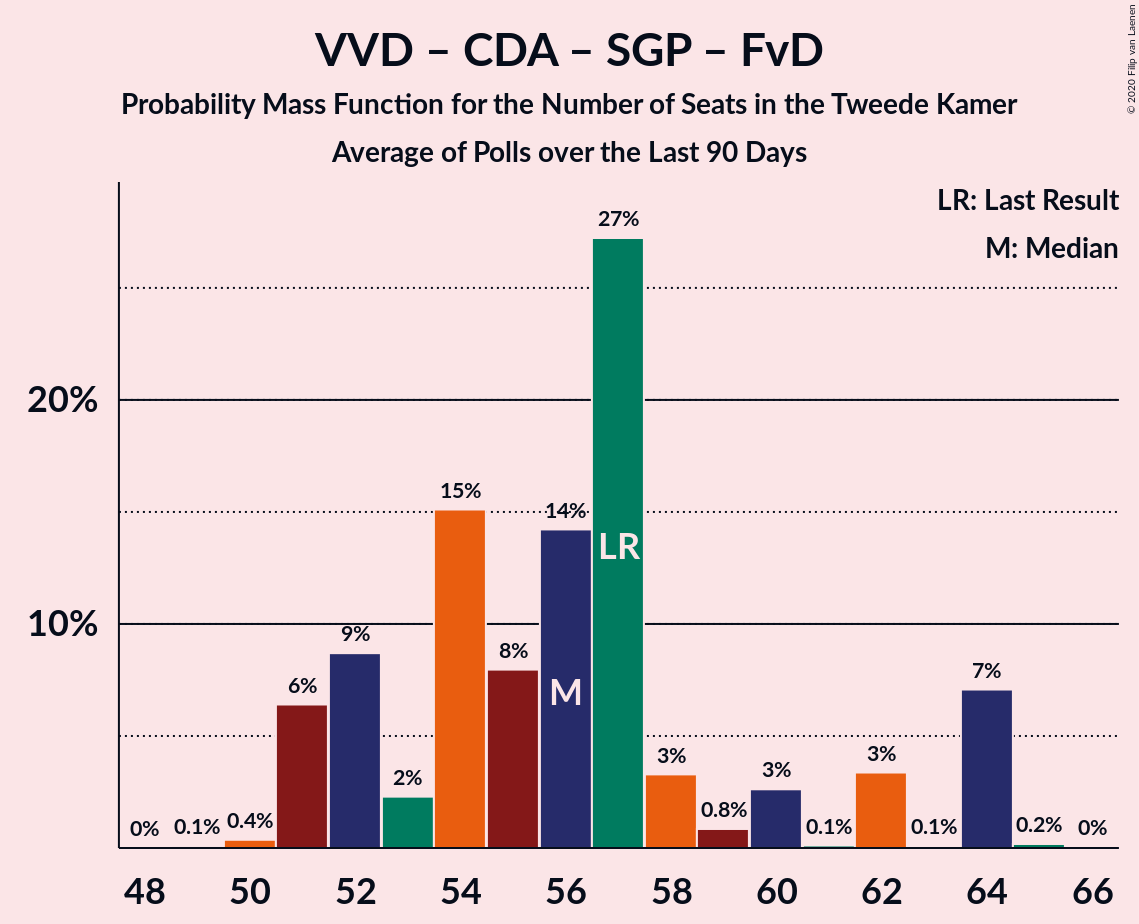 VVD – CDA – SGP – FvD
Probability Mass Function for the Number of Seats in the Tweede Kamer
Average of Polls over the Last 90 Days
© 2020 Filip van Laenen
LR: Last Result
M: Median
20%
10%
0%
0.1%
0.4%
6%
9%
2%
15%
8%
14%
27%
3%
0.8%
3%
0.1%
3%
0.1%
7%
0.2%
0%
M
LR
48 50 52 54 56 58 60 62 64 66